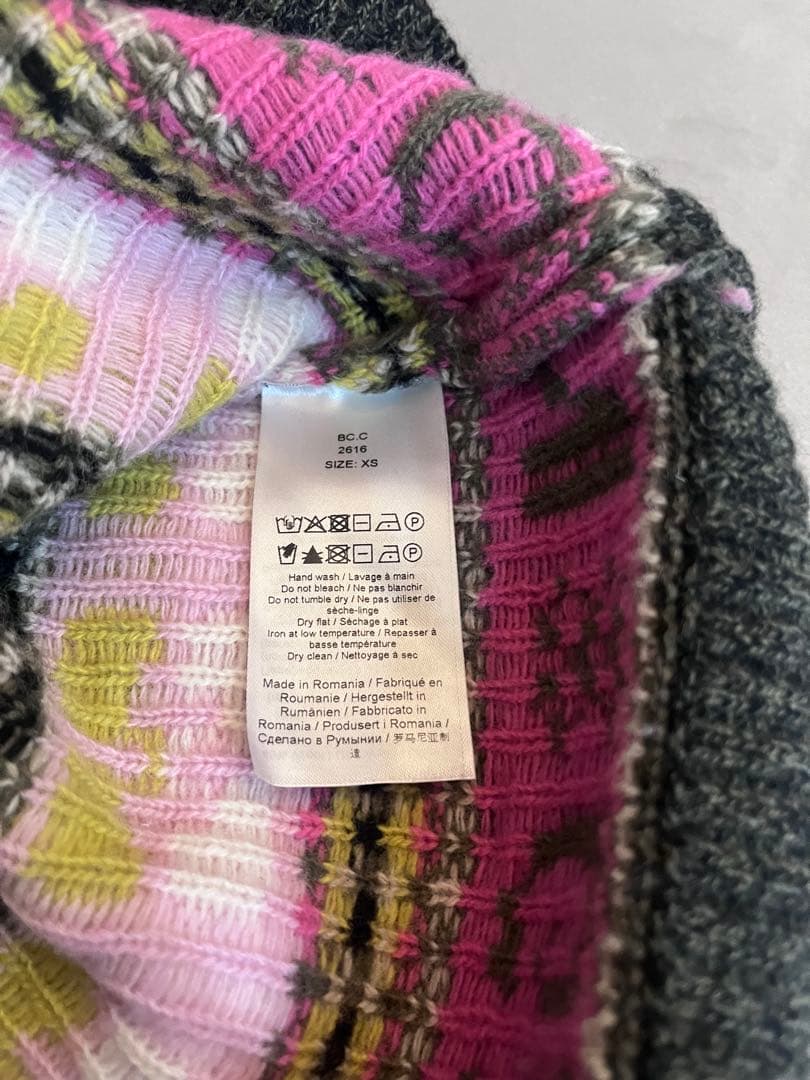 BC.C
2616
SIZE: XS
Hand wash / Lavage à main
Do not bleach / Ne pas blanchir
Do not tumble dry / Ne pas utiliser de
sèche-linge
Dry flat / Séchage à plat
Iron at low temperature / Repasser à
basse température
Dry clean / Nettoyage à sec
Made in Romania / Fabriqué en
Roumanie / Hergestellt in
Rumänien / Fabbricato in
Romania / Produsert i Romania /
Сделано в Румынии / 罗马尼亚制
造